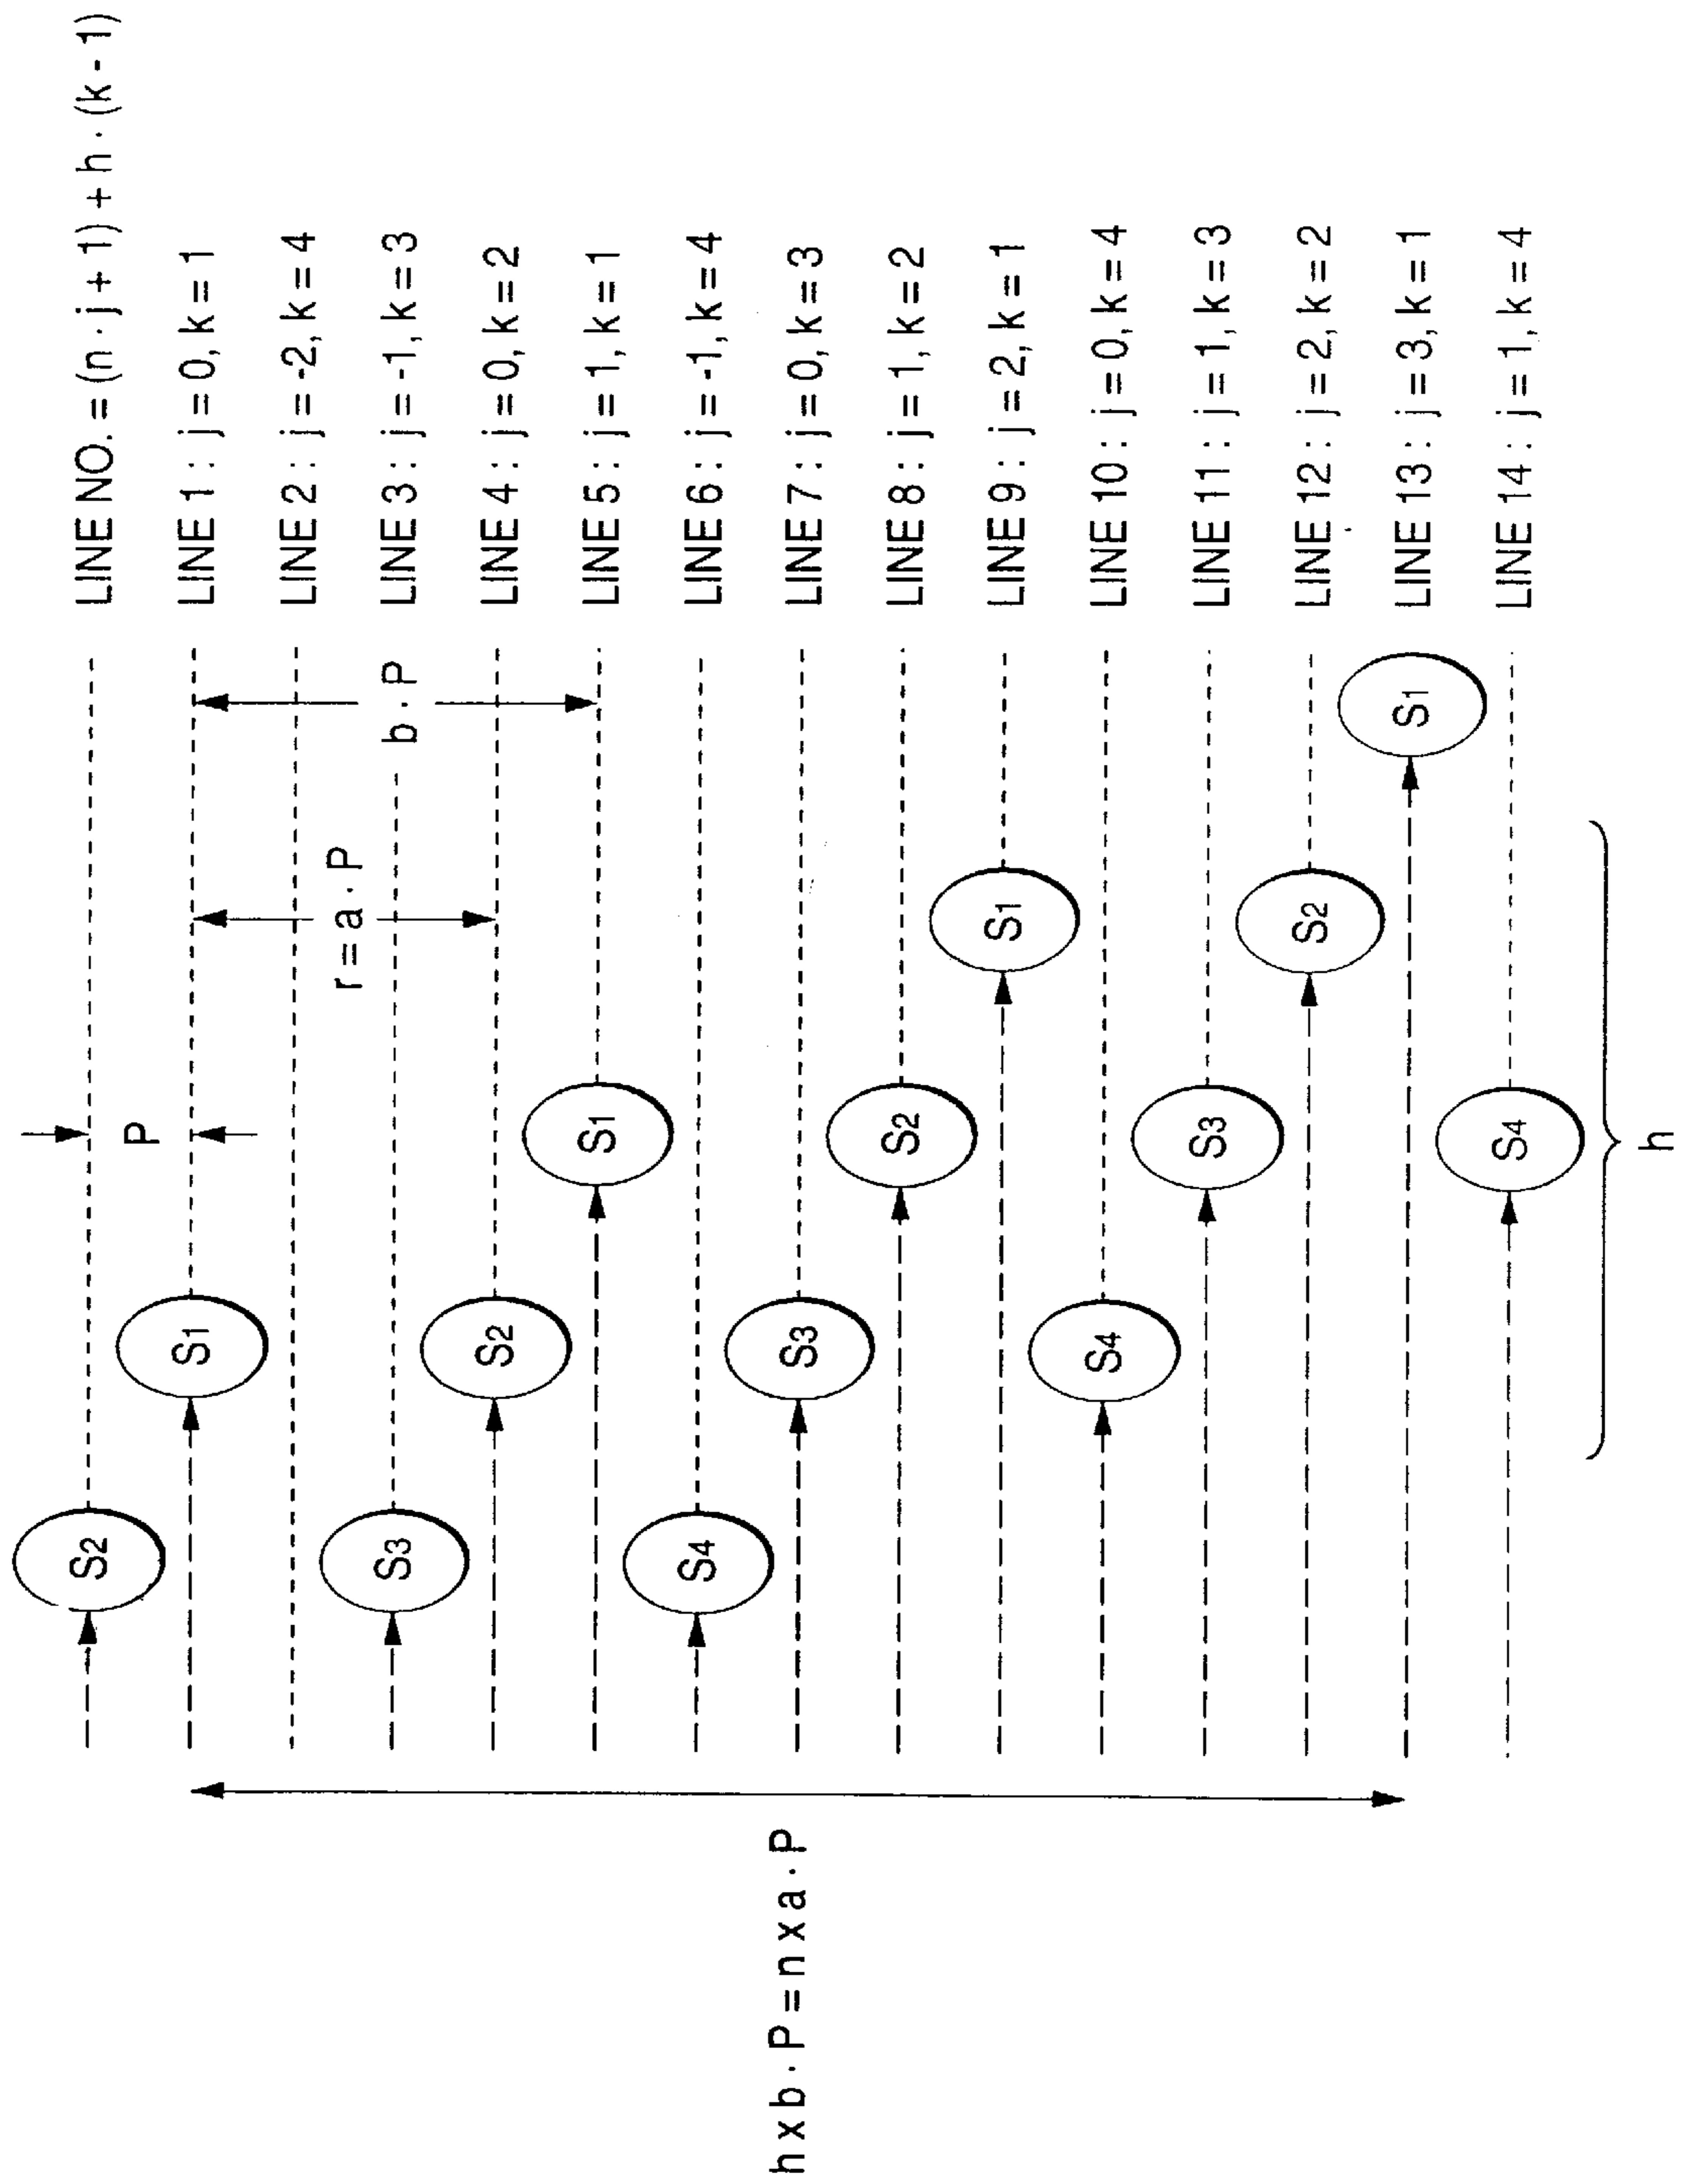 LINE NO. = (n · j + 1) + h · (k - 1)
LINE 1 : j = 0, k = 1
LINE 2 : j = -2, k = 4
LINE 3 : j = -1, k = 3
LINE 4 : j = 0, k = 2
LINE 5 : j = 1, k = 1
LINE 6 : j = -1, k = 4
LINE 7 : j = 0, k = 3
LINE 8 : j = 1, k = 2
LINE 9 : j = 2, k = 1
LINE 10 : j = 0, k = 4
LINE 11 : j = 1, k = 3
LINE 12 : j = 2, k = 2
LINE 13 : j = 3, k = 1
LINE 14 : j = 1, k = 4
P
r = a · P
b · P
S2
S1
S3
S2
S1
S4
S3
S2
S1
S4
S3
S2
S1
S4
h
h x b · P = n x a · P